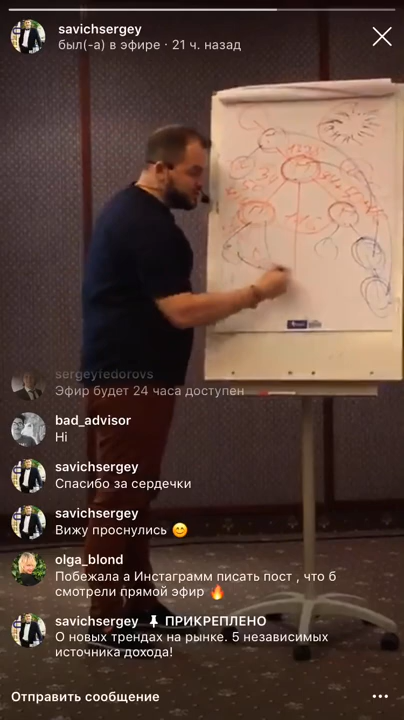 savichsergey
был(-а) в эфире · 21 ч. назад
sergeyfedorovs
Эфир будет 24 часа доступен
bad_advisor
Hi
savichsergey
Спасибо за сердечки
savichsergey
Вижу проснулись 😊
olga_blond
Побежала а Инстаграмм писать пост , что б
смотрели прямой эфир 🔥
savichsergey ПРИКРЕПЛЕНО
О новых трендах на рынке. 5 независимых
источника дохода!
Отправить сообщение